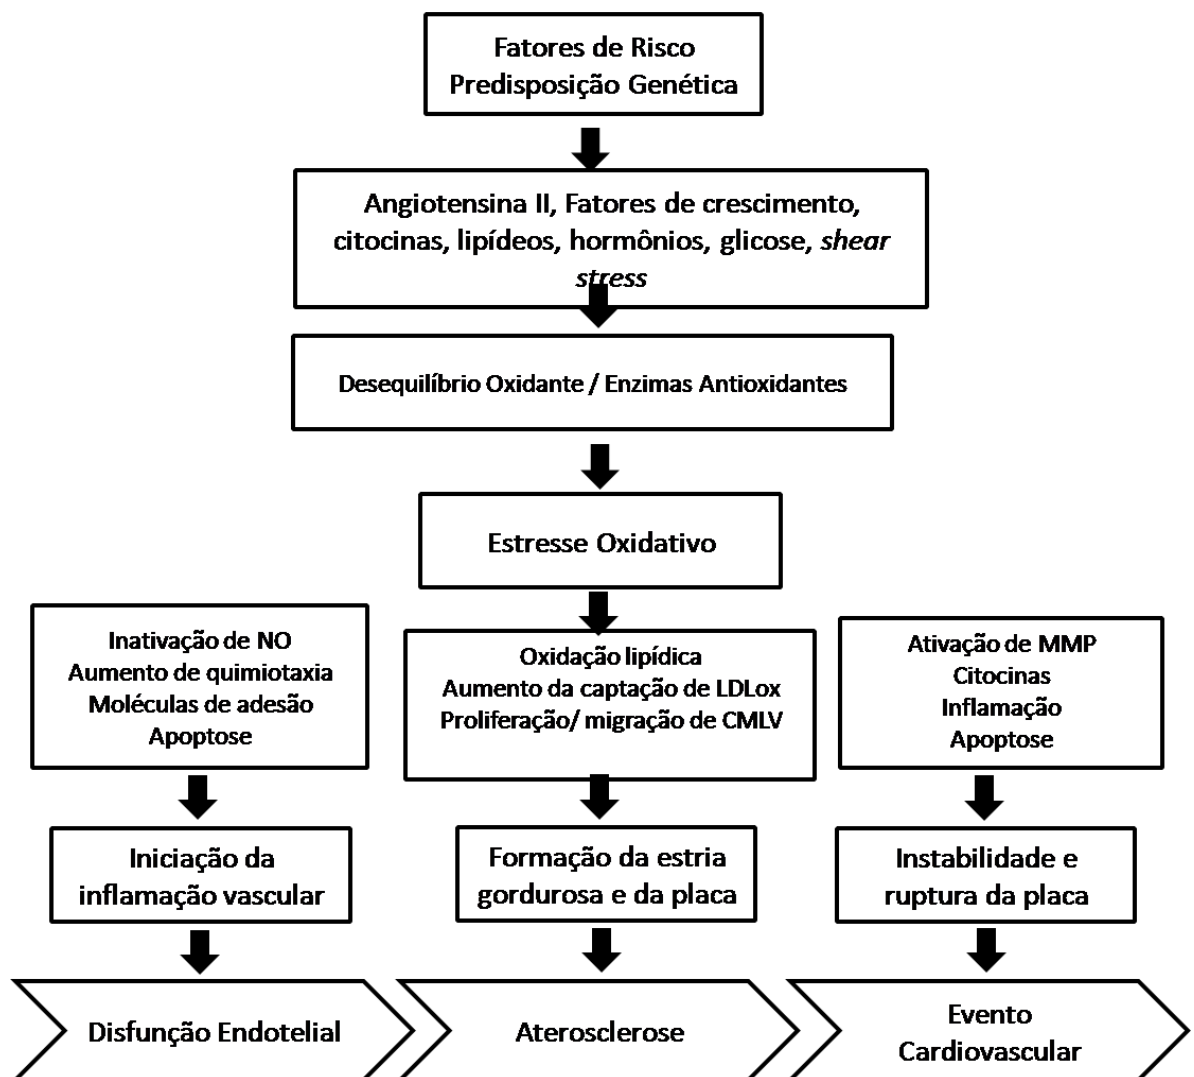 Fatores de Risco
Predisposição Genética
Angiotensina II, Fatores de crescimento,
citocinas, lipídeos, hormônios, glicose, shear
stress
Desequilíbrio Oxidante / Enzimas Antioxidantes
Estresse Oxidativo
Inativação de NO
Aumento de quimiotaxia
Moléculas de adesão
Apoptose
Oxidação lipídica
Aumento da captação de LDLox
Proliferação/ migração de CMLV
Ativação de MMP
Citocinas
Inflamação
Apoptose
Iniciação da
inflamação vascular
Formação da estria
gordurosa e da placa
Instabilidade e
ruptura da placa
Disfunção Endotelial
Aterosclerose
Evento
Cardiovascular